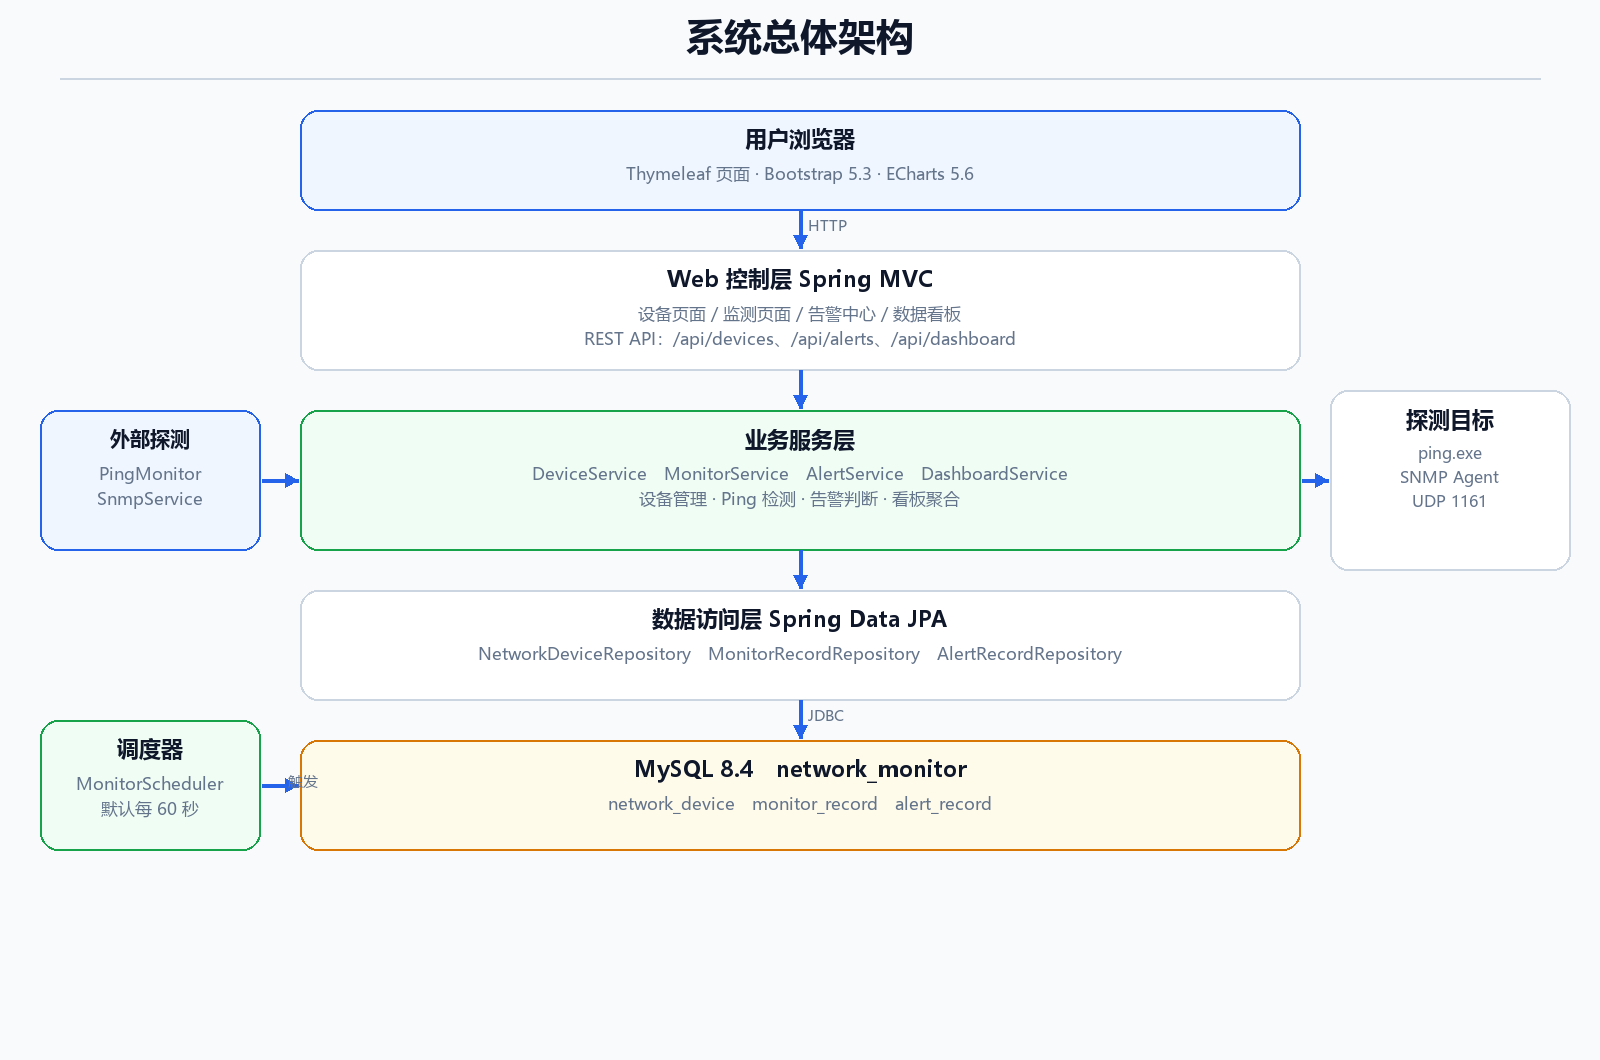 系统总体架构
用户浏览器
Thymeleaf 页面 · Bootstrap 5.3 · ECharts 5.6
HTTP
Web 控制层 Spring MVC
设备页面 / 监测页面 / 告警中心 / 数据看板
REST API：/api/devices、/api/alerts、/api/dashboard
外部探测
PingMonitor
SnmpService
业务服务层
DeviceService MonitorService AlertService DashboardService
设备管理 · Ping 检测 · 告警判断 · 看板聚合
探测目标
ping.exe
SNMP Agent
UDP 1161
数据访问层 Spring Data JPA
NetworkDeviceRepository MonitorRecordRepository AlertRecordRepository
JDBC
调度器
MonitorScheduler
默认每 60 秒
触发
MySQL 8.4 network_monitor
network_device monitor_record alert_record